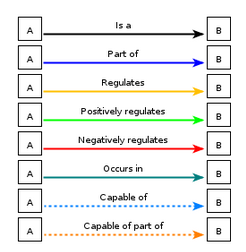 A Is a B
A Part of B
A Regulates B
A Positively regulates B
A Negatively regulates B
A Occurs in B
A Capable of B
A Capable of part of B